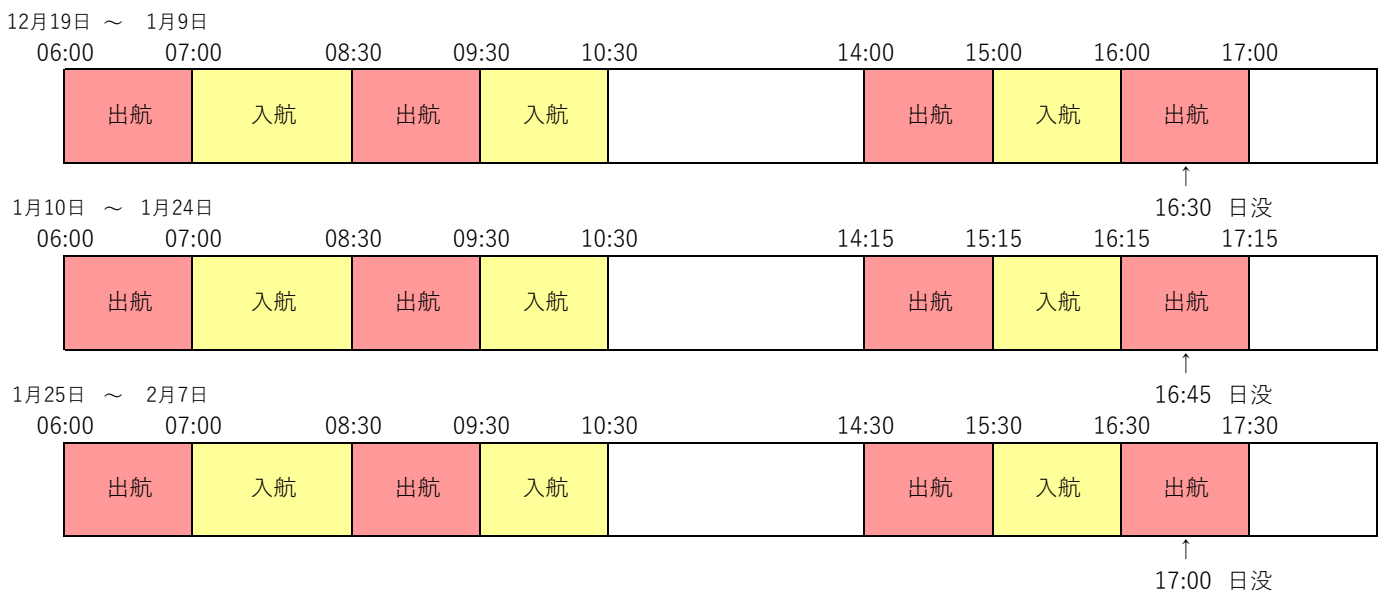 12月19日 ～ 1月9日
06:00 07:00 08:30 09:30 10:30 14:00 15:00 16:00 17:00
出航 入航 出航 入航 出航 入航 出航
↑
16:30 日没
1月10日 ～ 1月24日
06:00 07:00 08:30 09:30 10:30 14:15 15:15 16:15 17:15
出航 入航 出航 入航 出航 入航 出航
↑
16:45 日没
1月25日 ～ 2月7日
06:00 07:00 08:30 09:30 10:30 14:30 15:30 16:30 17:30
出航 入航 出航 入航 出航 入航 出航
↑
17:00 日没